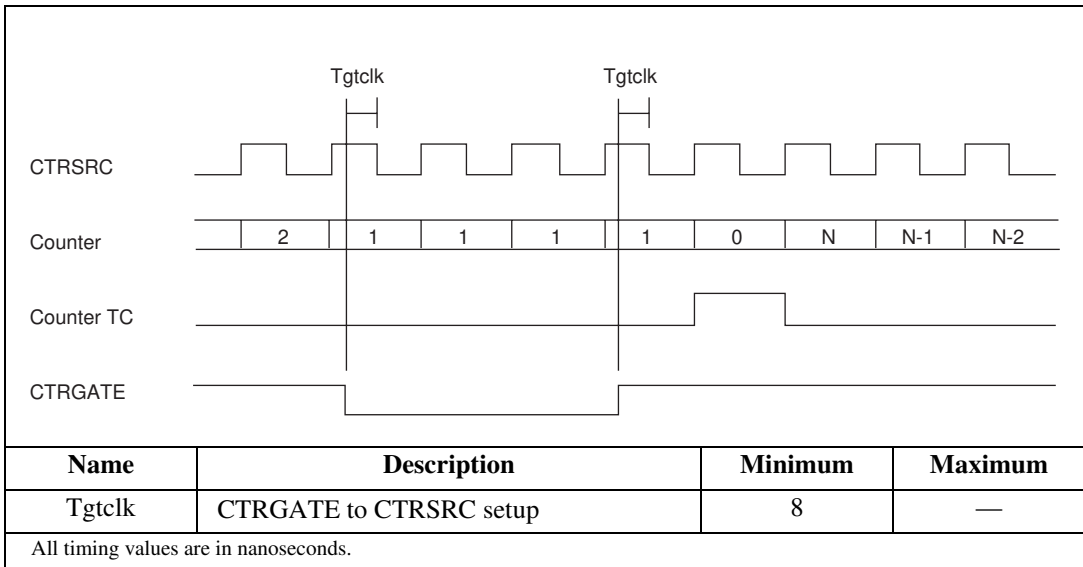 Tgtclk Tgtclk
CTRSRC
Counter 2 1 1 1 1 0 N N-1 N-2
Counter TC
CTRGATE
Name Description Minimum Maximum
Tgtclk CTRGATE to CTRSRC setup 8 —
All timing values are in nanoseconds.